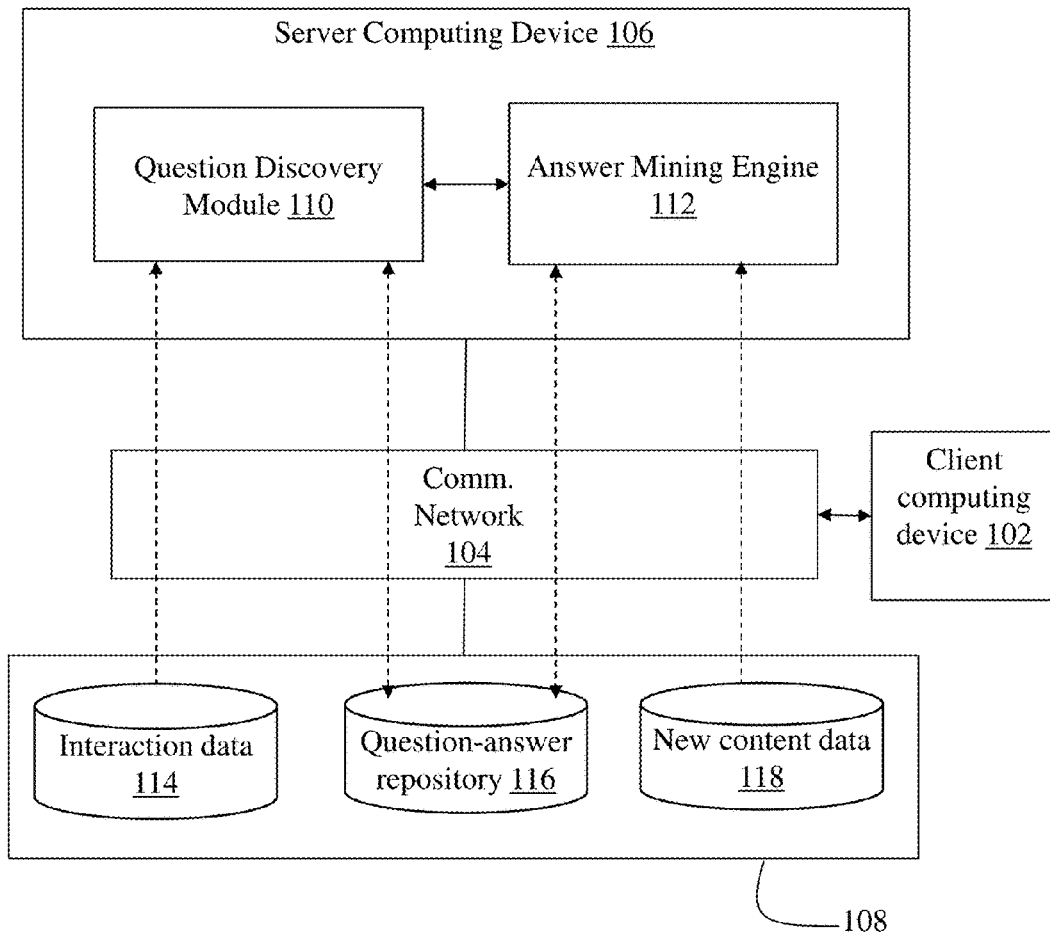 Server Computing Device 106
Question Discovery
Module 110
Answer Mining Engine
112
Comm.
Network
104
Client
computing
device 102
Interaction data
114
Question-answer
repository 116
New content data
118
108